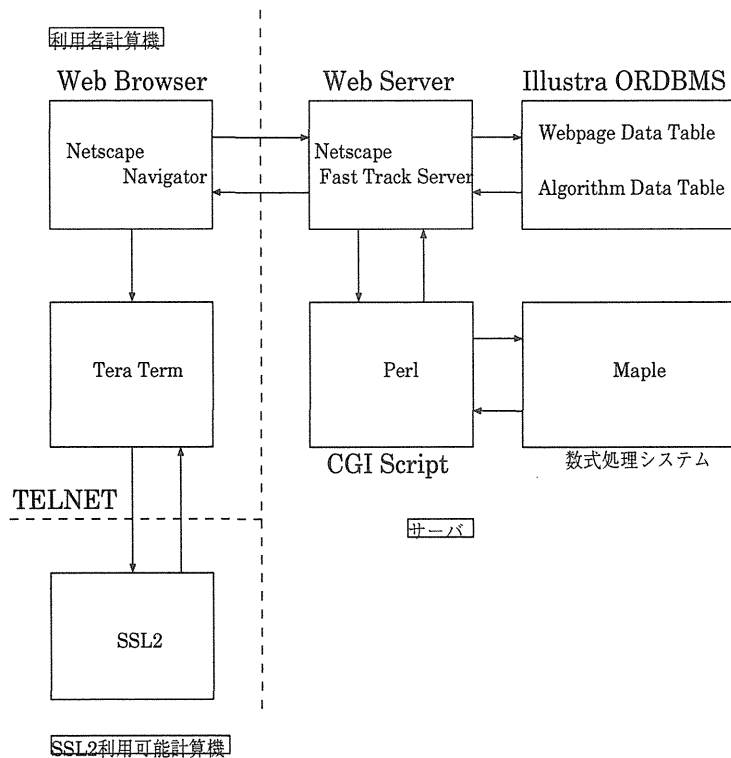 利用者計算機
Web Browser
Web Server
Illustra ORDBMS
Netscape
Navigator
Netscape
Fast Track Server
Webpage Data Table
Algorithm Data Table
Tera Term
Perl
Maple
CGI Script
数式処理システム
TELNET
サーバ
SSL2
SSL2利用可能計算機